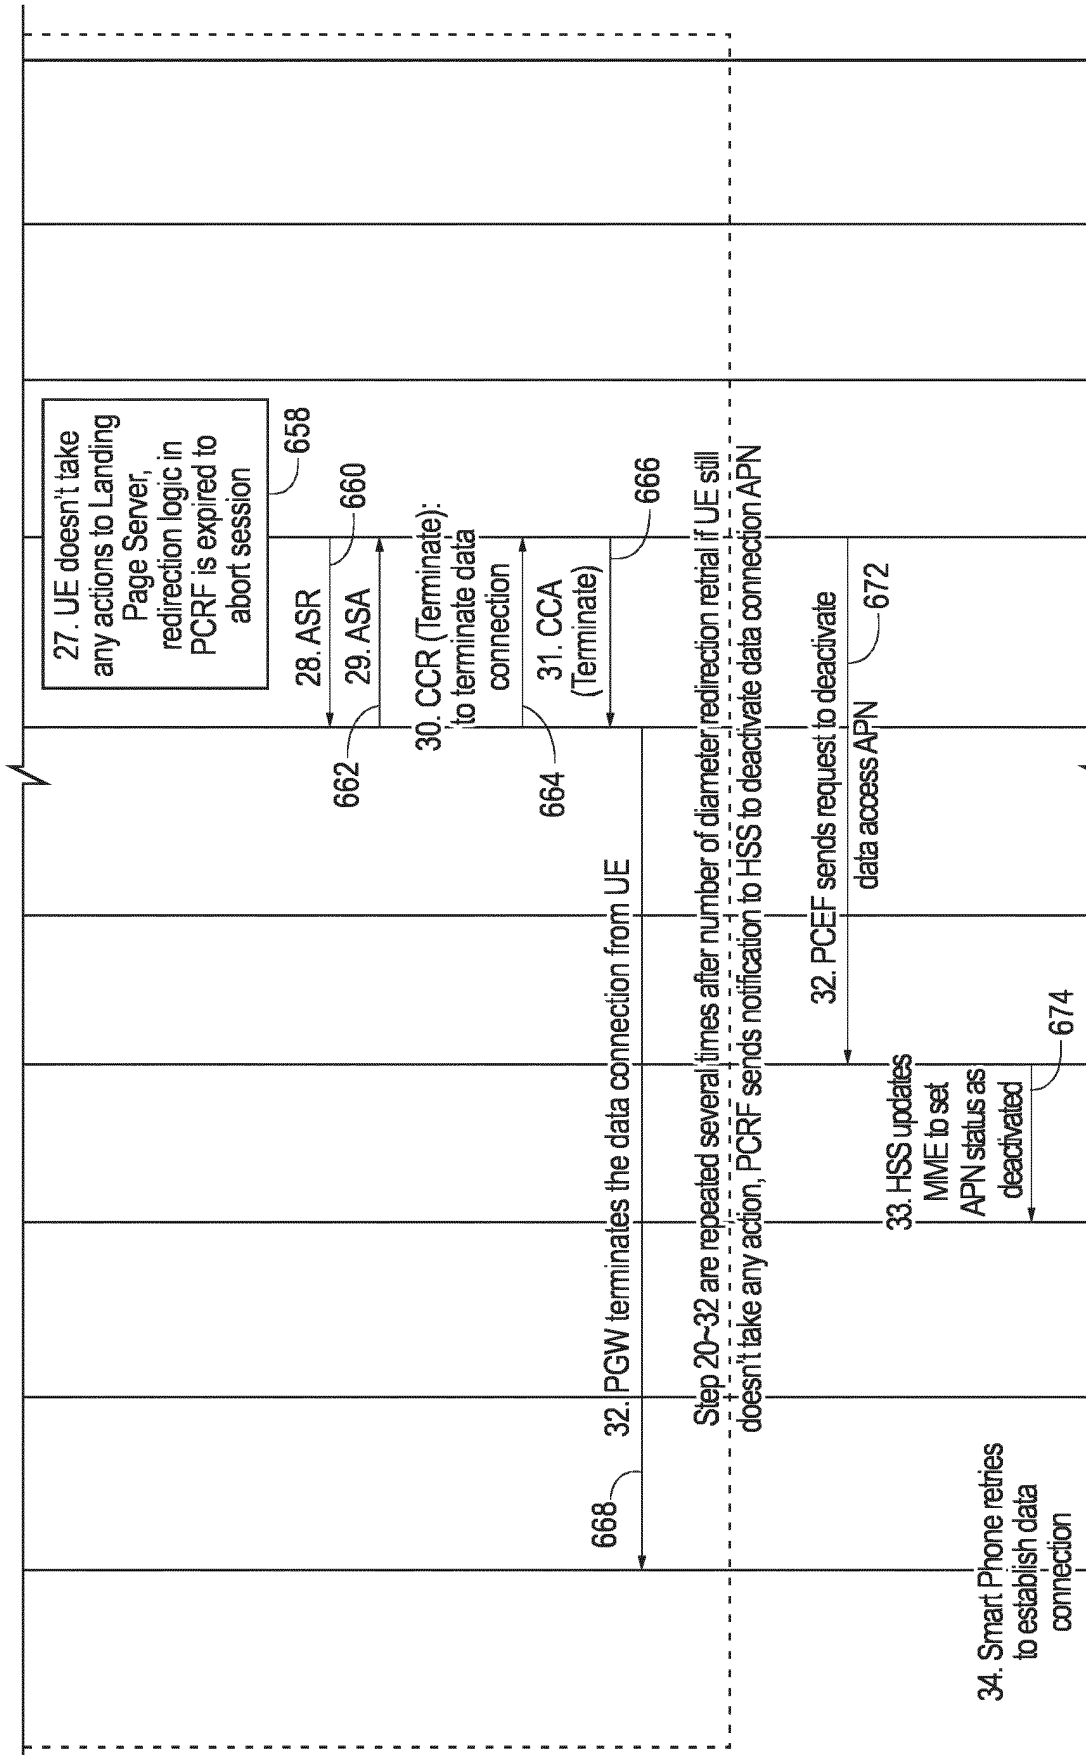 27. UE doesn't take
any actions to Landing
Page Server,
redirection logic in
PCRF is expired to
abort session
658
28. ASR
660
29. ASA
662
30. CCR (Terminate):
to terminate data
connection
664
31. CCA
(Terminate)
666
32. PGW terminates the data connection from UE
668
Step 20~32 are repeated several times after number of diameter redirection retrial if UE still
doesn't take any action, PCRF sends notification to HSS to deactivate data connection APN
32. PCEF sends request to deactivate
data access APN
672
33. HSS updates
MME to set
APN status as
deactivated
674
34. Smart Phone retries
to establish data
connection